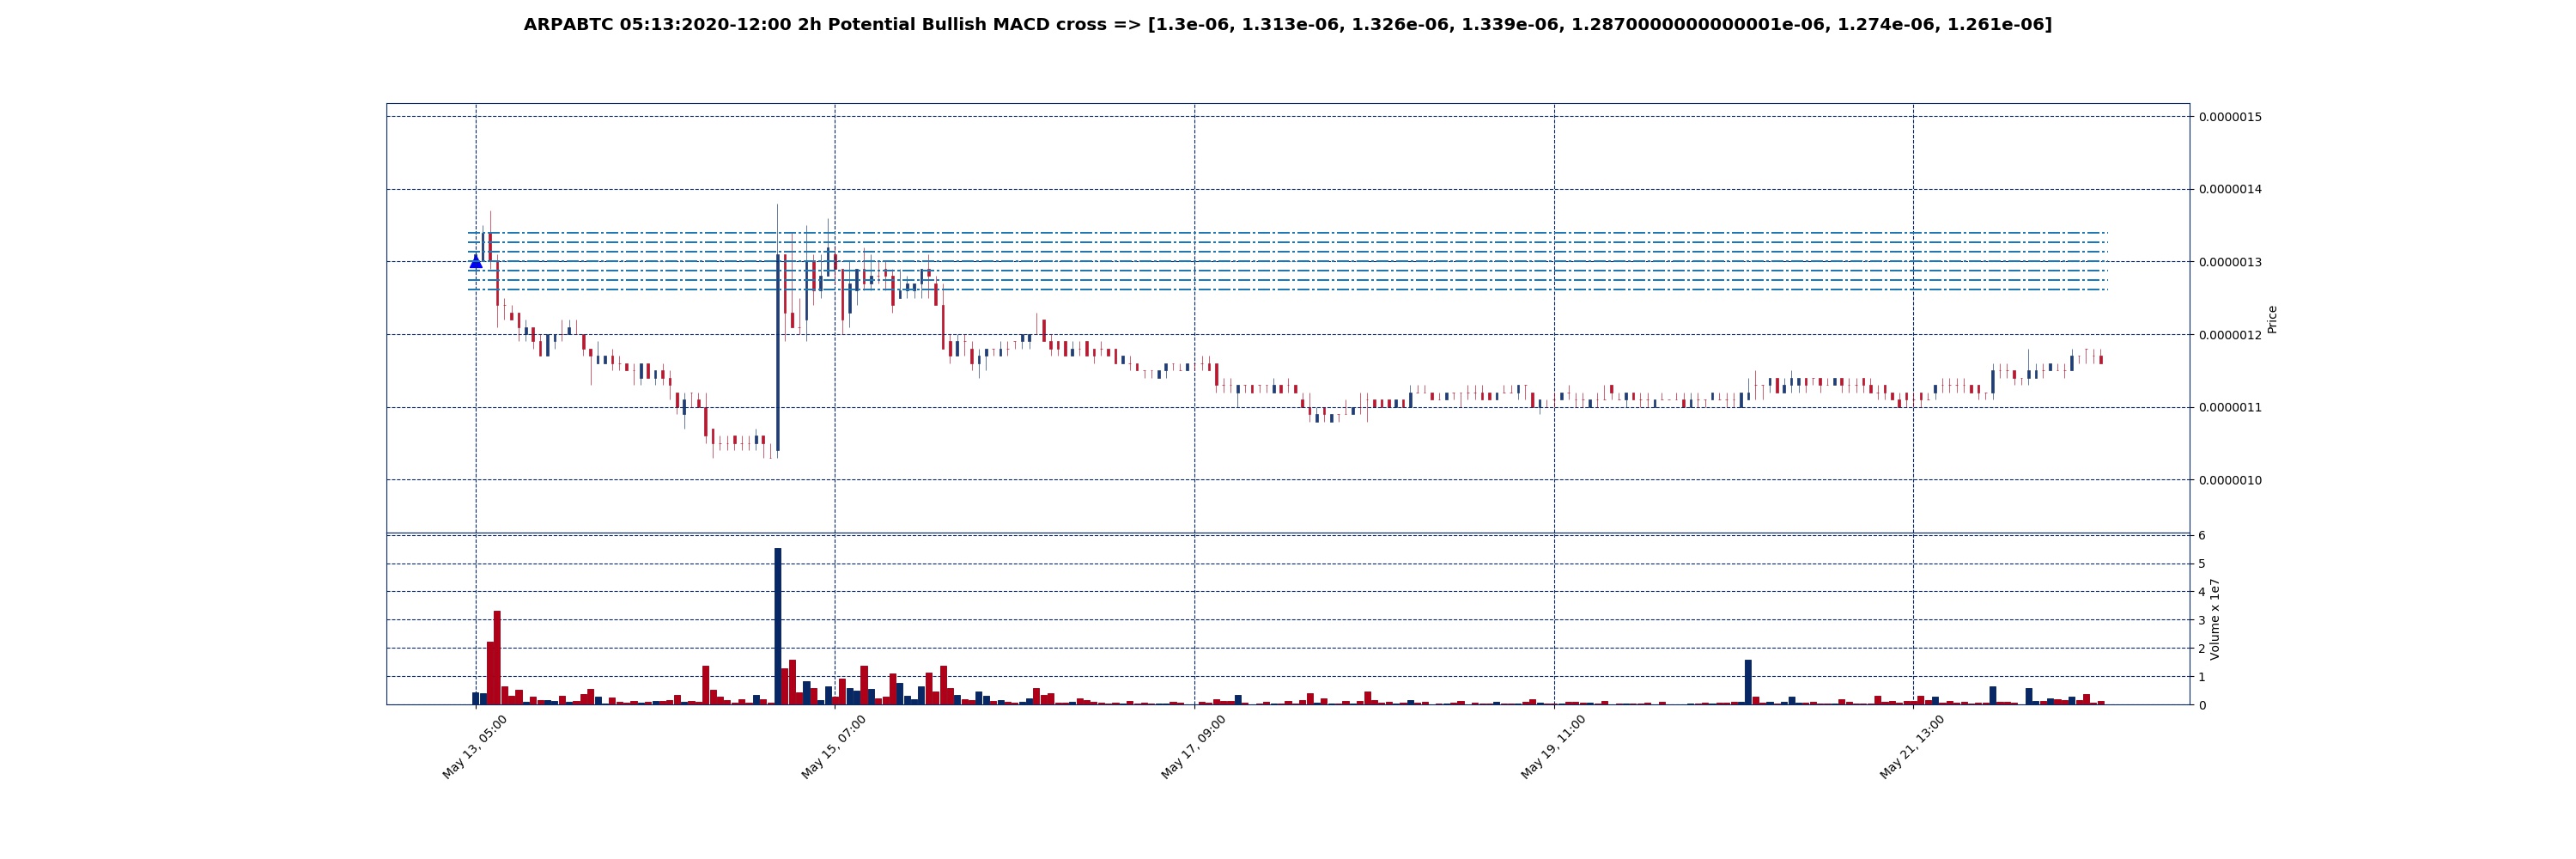 ARPABTC 05:13:2020-12:00 2h Potential Bullish MACD cross => [1.3e-06, 1.313e-06, 1.326e-06, 1.339e-06, 1.2870000000000001e-06, 1.274e-06, 1.261e-06]
0.0000015
0.0000014
0.0000013
0.0000012
0.0000011
0.0000010
Price
6
5
4
3
2
1
0
Volume x 1e7
May 13, 05:00
May 15, 07:00
May 17, 09:00
May 19, 11:00
May 21, 13:00